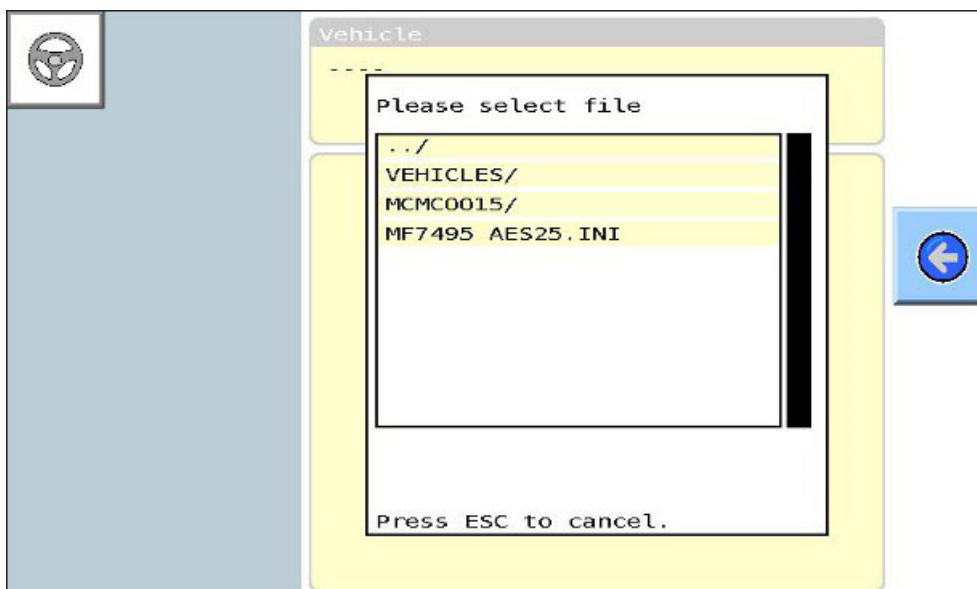 Vehicle
----
Please select file
../
VEHICLES/
MCMC0015/
MF7495 AES25.INI
Press ESC to cancel.